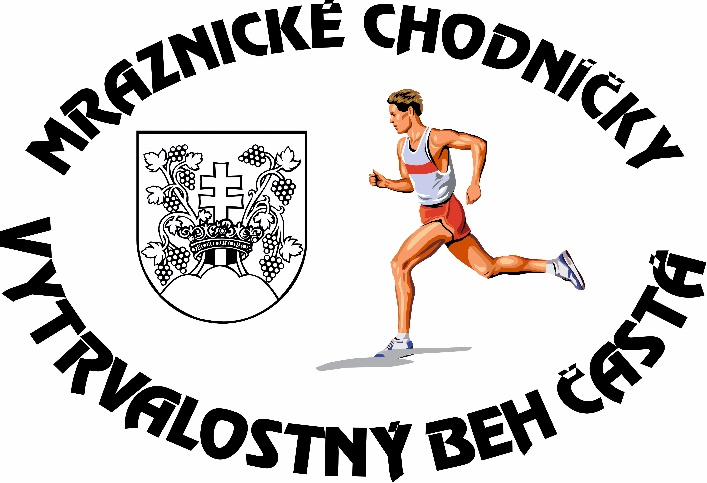 MRAZNICKÉ CHODNÍČKY
VYTRVALOSTNÝ BEH ČASTÁ